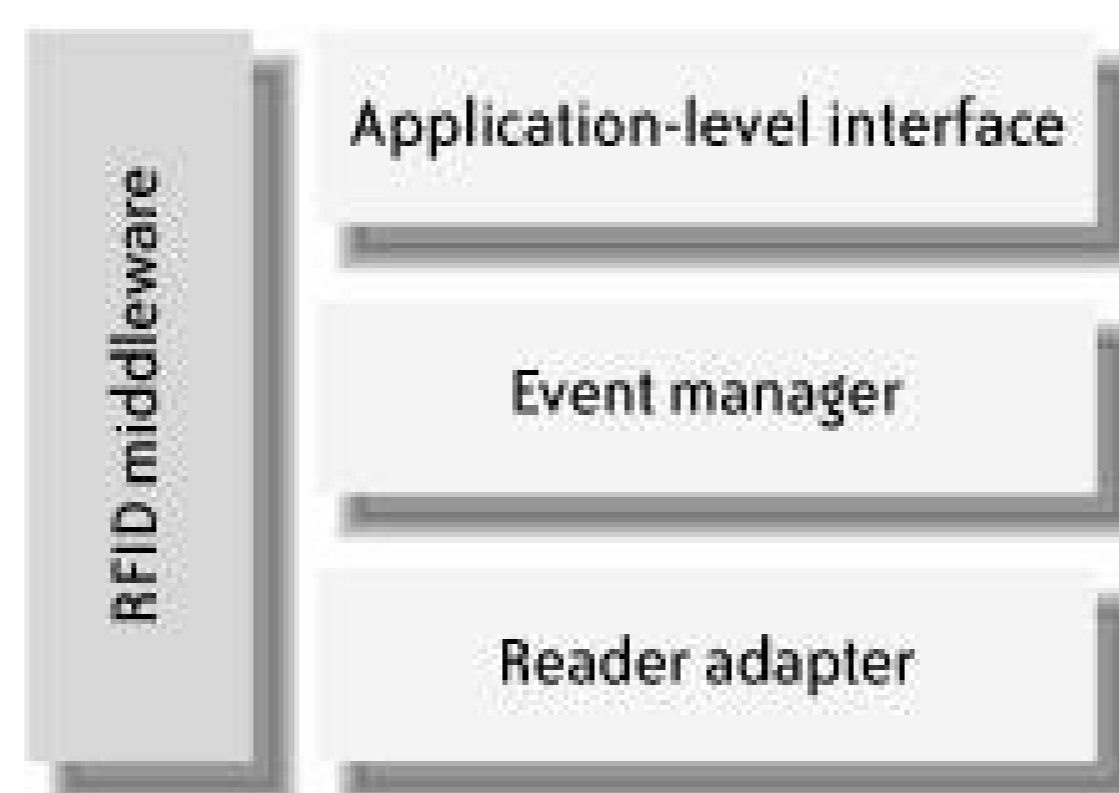 RFID middleware
Application-level interface
Event manager
Reader adapter